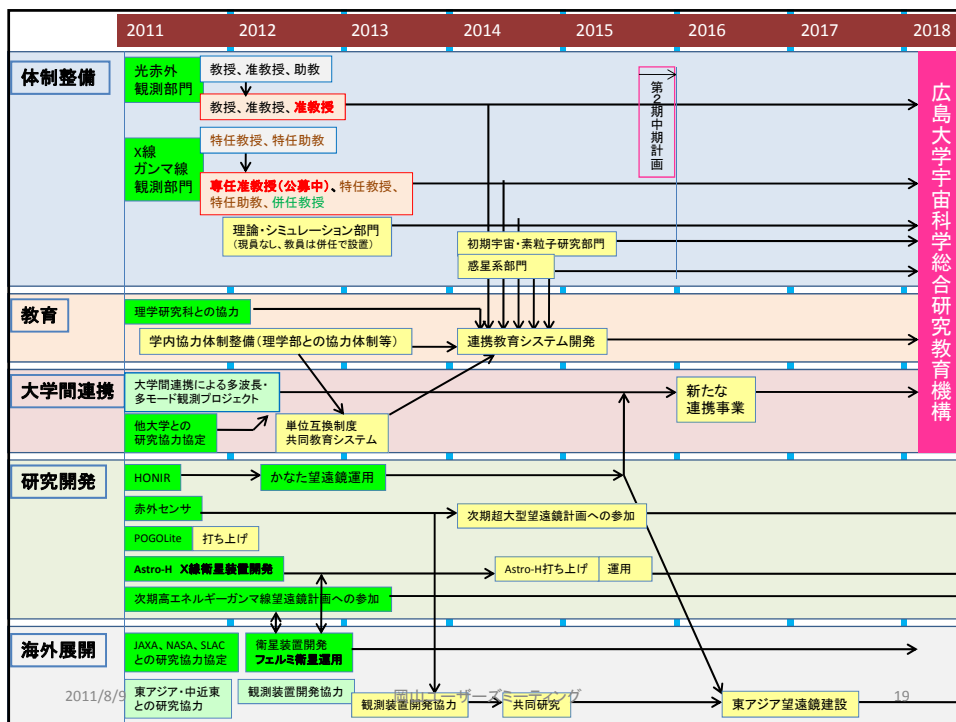 2011 2012 2013 2014 2015 2016 2017 2018
体制整備
光赤外
観測部門
教授、准教授、助教
教授、准教授、准教授
X線
ガンマ線
観測部門
特任教授、特任助教
専任准教授(公募中)、特任教授、
特任助教、併任教授
理論・シミュレーション部門
(現員なし、教員は併任で設置)
初期宇宙・素粒子研究部門
惑星系部門
第2期中期計画
広島大学宇宙科学総合研究教育機構
教育
理学研究科との協力
学内協力体制整備(理学部との協力体制等)
連携教育システム開発
大学間連携
大学間連携による多波長・
多モード観測プロジェクト
他大学との
研究協力協定
単位互換制度
共同教育システム
新たな
連携事業
研究開発
HONIR
かなた望遠鏡運用
赤外センサ
次期超大型望遠鏡計画への参加
POGOLite
打ち上げ
Astro-H X線衛星装置開発
Astro-H打ち上げ
運用
次期高エネルギーガンマ線望遠鏡計画への参加
海外展開
JAXA、NASA、SLAC
との研究協力協定
衛星装置開発
フェルミ衛星運用
東アジア・中近東
との研究協力
観測装置開発協力
観測装置開発協力
共同研究
東アジア望遠鏡建設
2011/8/9
岡山ユーザーズミーティング
19